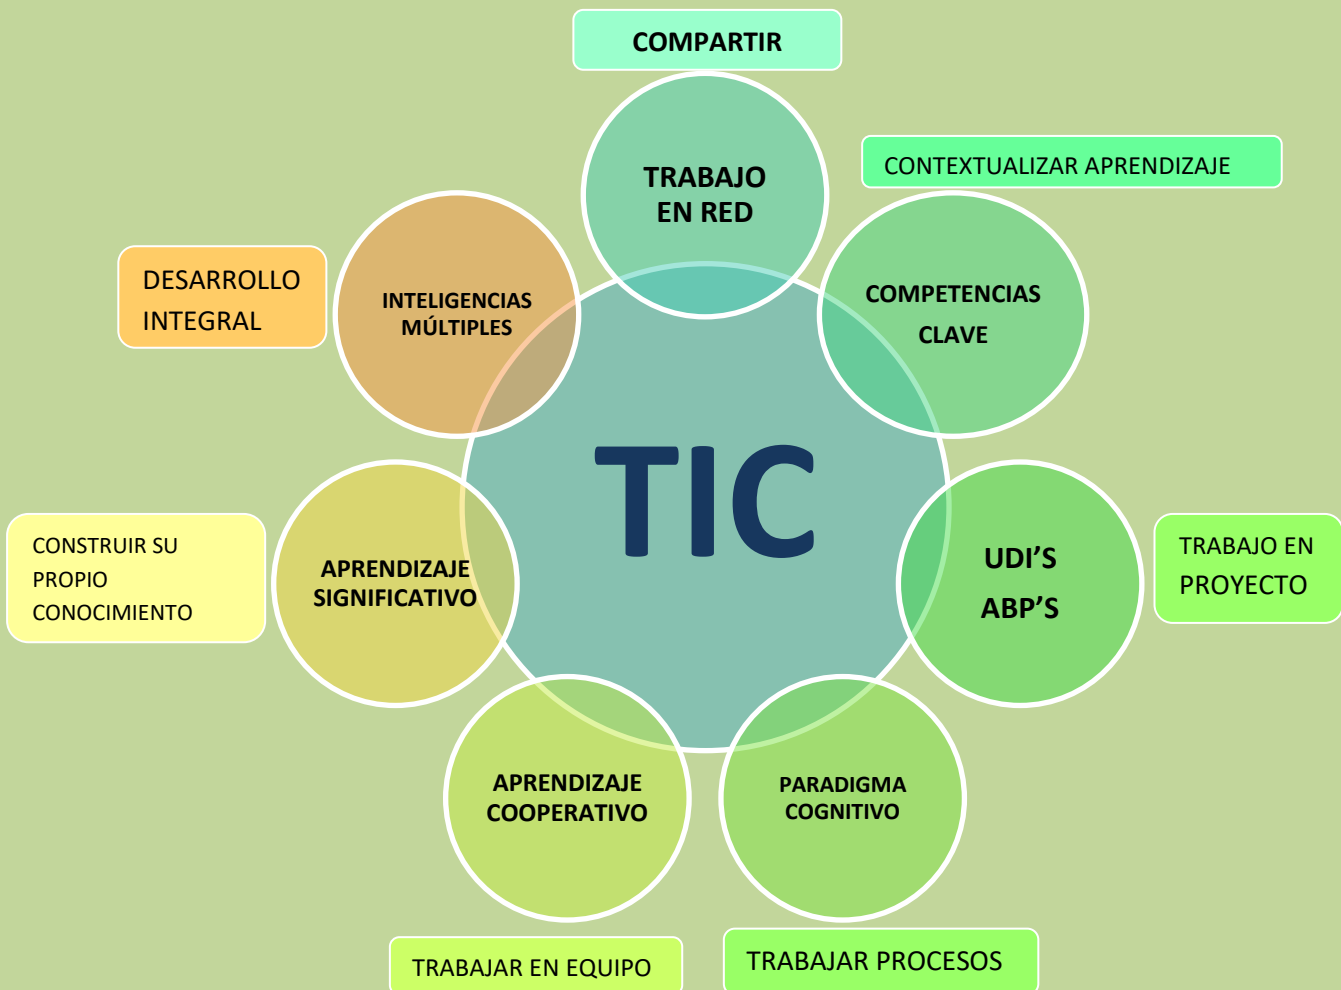 COMPARTIR
TRABAJO
EN RED
CONTEXTUALIZAR APRENDIZAJE
COMPETENCIAS
CLAVE
DESARROLLO
INTEGRAL
INTELIGENCIAS
MÚLTIPLES
TIC
UDI’S
ABP’S
TRABAJO EN
PROYECTO
CONSTRUIR SU
PROPIO
CONOCIMIENTO
APRENDIZAJE
SIGNIFICATIVO
APRENDIZAJE
COOPERATIVO
PARADIGMA
COGNITIVO
TRABAJAR EN EQUIPO
TRABAJAR PROCESOS